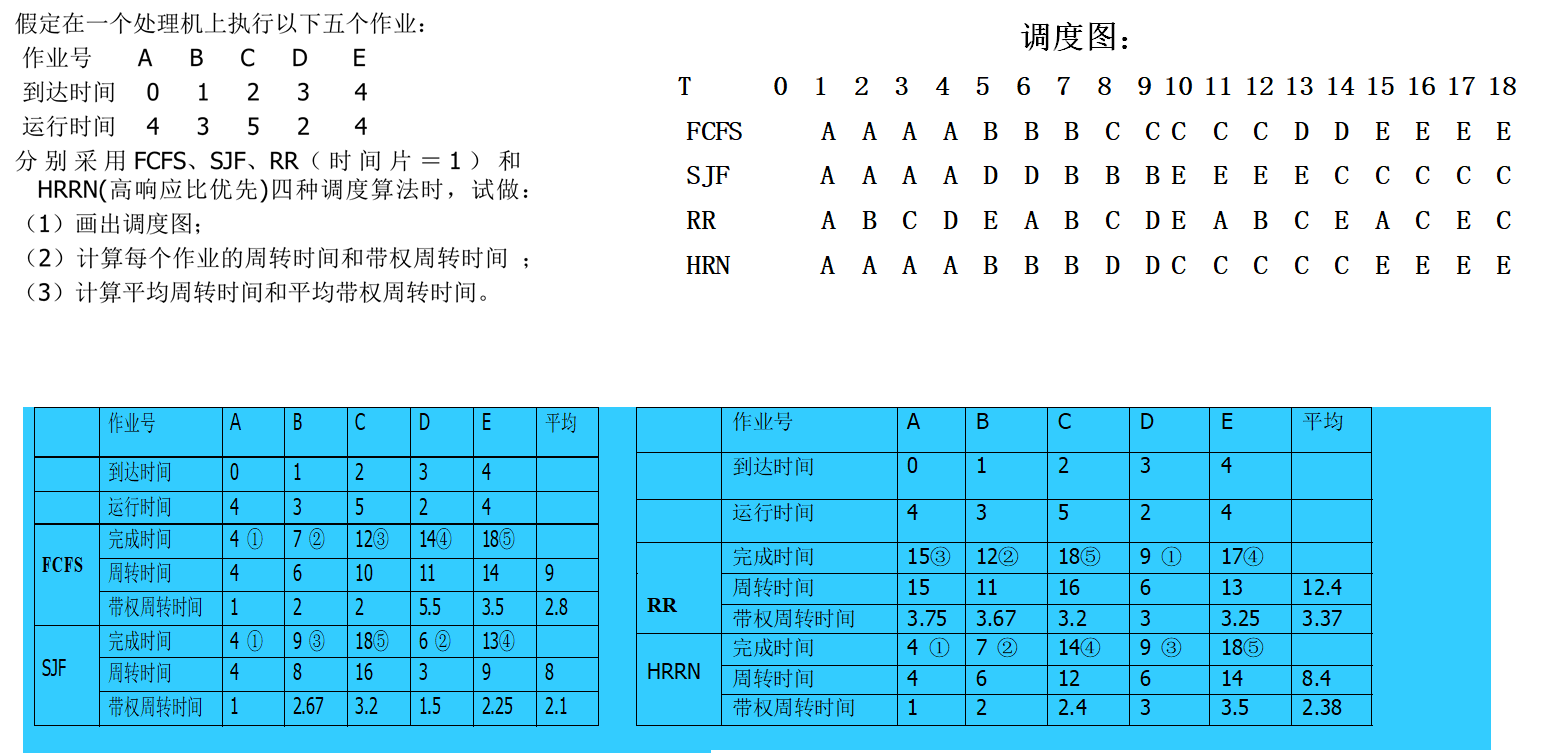 假定在一个处理机上执行以下五个作业：
作业号 A B C D E
到达时间 0 1 2 3 4
运行时间 4 3 5 2 4
分别采用FCFS、SJF、RR（时间片＝1）和
HRRN(高响应比优先)四种调度算法时，试做：
（1）画出调度图；
（2）计算每个作业的周转时间和带权周转时间 ；
（3）计算平均周转时间和平均带权周转时间。
调度图：
T 0 1 2 3 4 5 6 7 8 9 10 11 12 13 14 15 16 17 18
FCFS A A A A B B B C C C C C D D E E E E
SJF A A A A D D B B B E E E E C C C C C
RR A B C D E A B C D E A B C E A C E C
HRN A A A A B B B D D C C C C C E E E E
作业号 A B C D E 平均
到达时间 0 1 2 3 4
运行时间 4 3 5 2 4
FCFS
完成时间 4 ① 7 ② 12③ 14④ 18⑤
周转时间 4 6 10 11 14 9
带权周转时间 1 2 2 5.5 3.5 2.8
SJF
完成时间 4 ① 9 ③ 18⑤ 6 ② 13④
周转时间 4 8 16 3 9 8
带权周转时间 1 2.67 3.2 1.5 2.25 2.1
作业号 A B C D E 平均
到达时间 0 1 2 3 4
运行时间 4 3 5 2 4
RR
完成时间 15③ 12② 18⑤ 9 ① 17④
周转时间 15 11 16 6 13 12.4
带权周转时间 3.75 3.67 3.2 3 3.25 3.37
HRRN
完成时间 4 ① 7 ② 14④ 9 ③ 18⑤
周转时间 4 6 12 6 14 8.4
带权周转时间 1 2 2.4 3 3.5 2.38